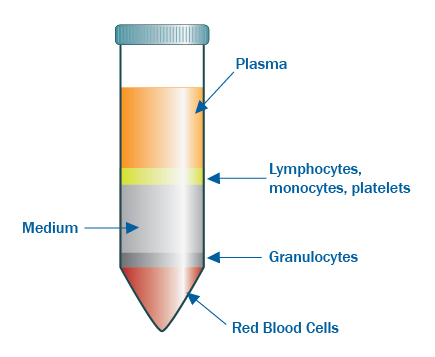 Plasma
Lymphocytes,
monocytes, platelets
Medium
Granulocytes
Red Blood Cells